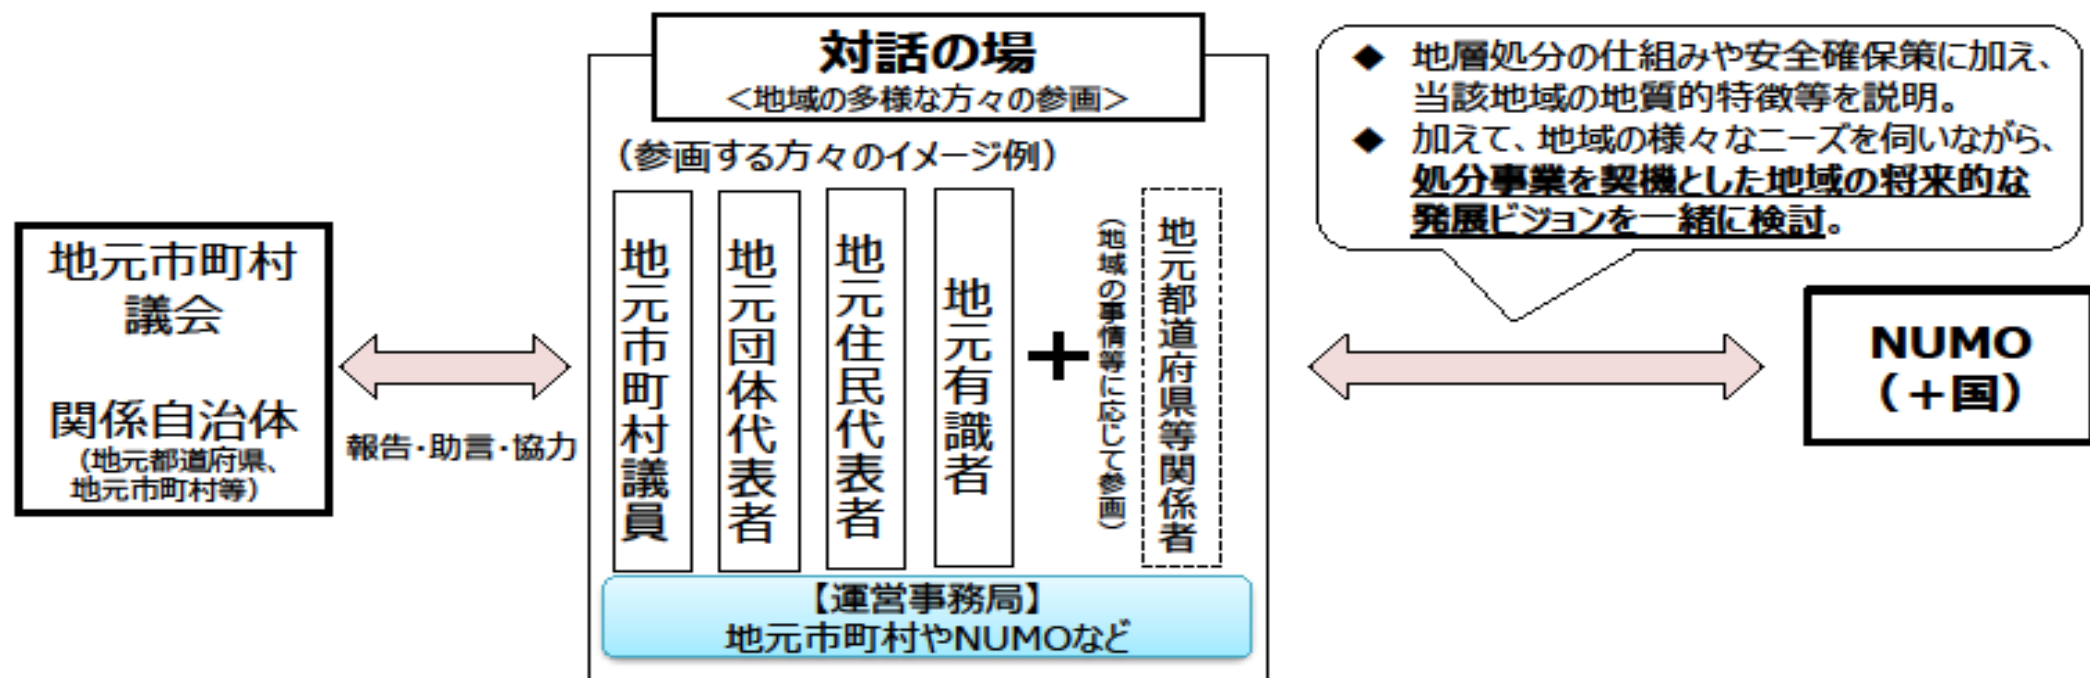 対話の場
<地域の多様な方々の参画>
(参画する方々のイメージ例)
地元市町村
議会
関係自治体
(地元都道府県、
地元市町村等)
報告・助言・協力
地元市町村議員
地元団体代表者
地元住民代表者
地元有識者
+
(地域の事情等に応じて参画)
地元都道府県等関係者
【運営事務局】
地元市町村やNUMOなど
◆ 地層処分の仕組みや安全確保策に加え、
当該地域の地質的特徴等を説明。
◆ 加えて、地域の様々なニーズを伺いながら、
処分事業を契機とした地域の将来的な
発展ビジョンを一緒に検討。
NUMO
(+国)